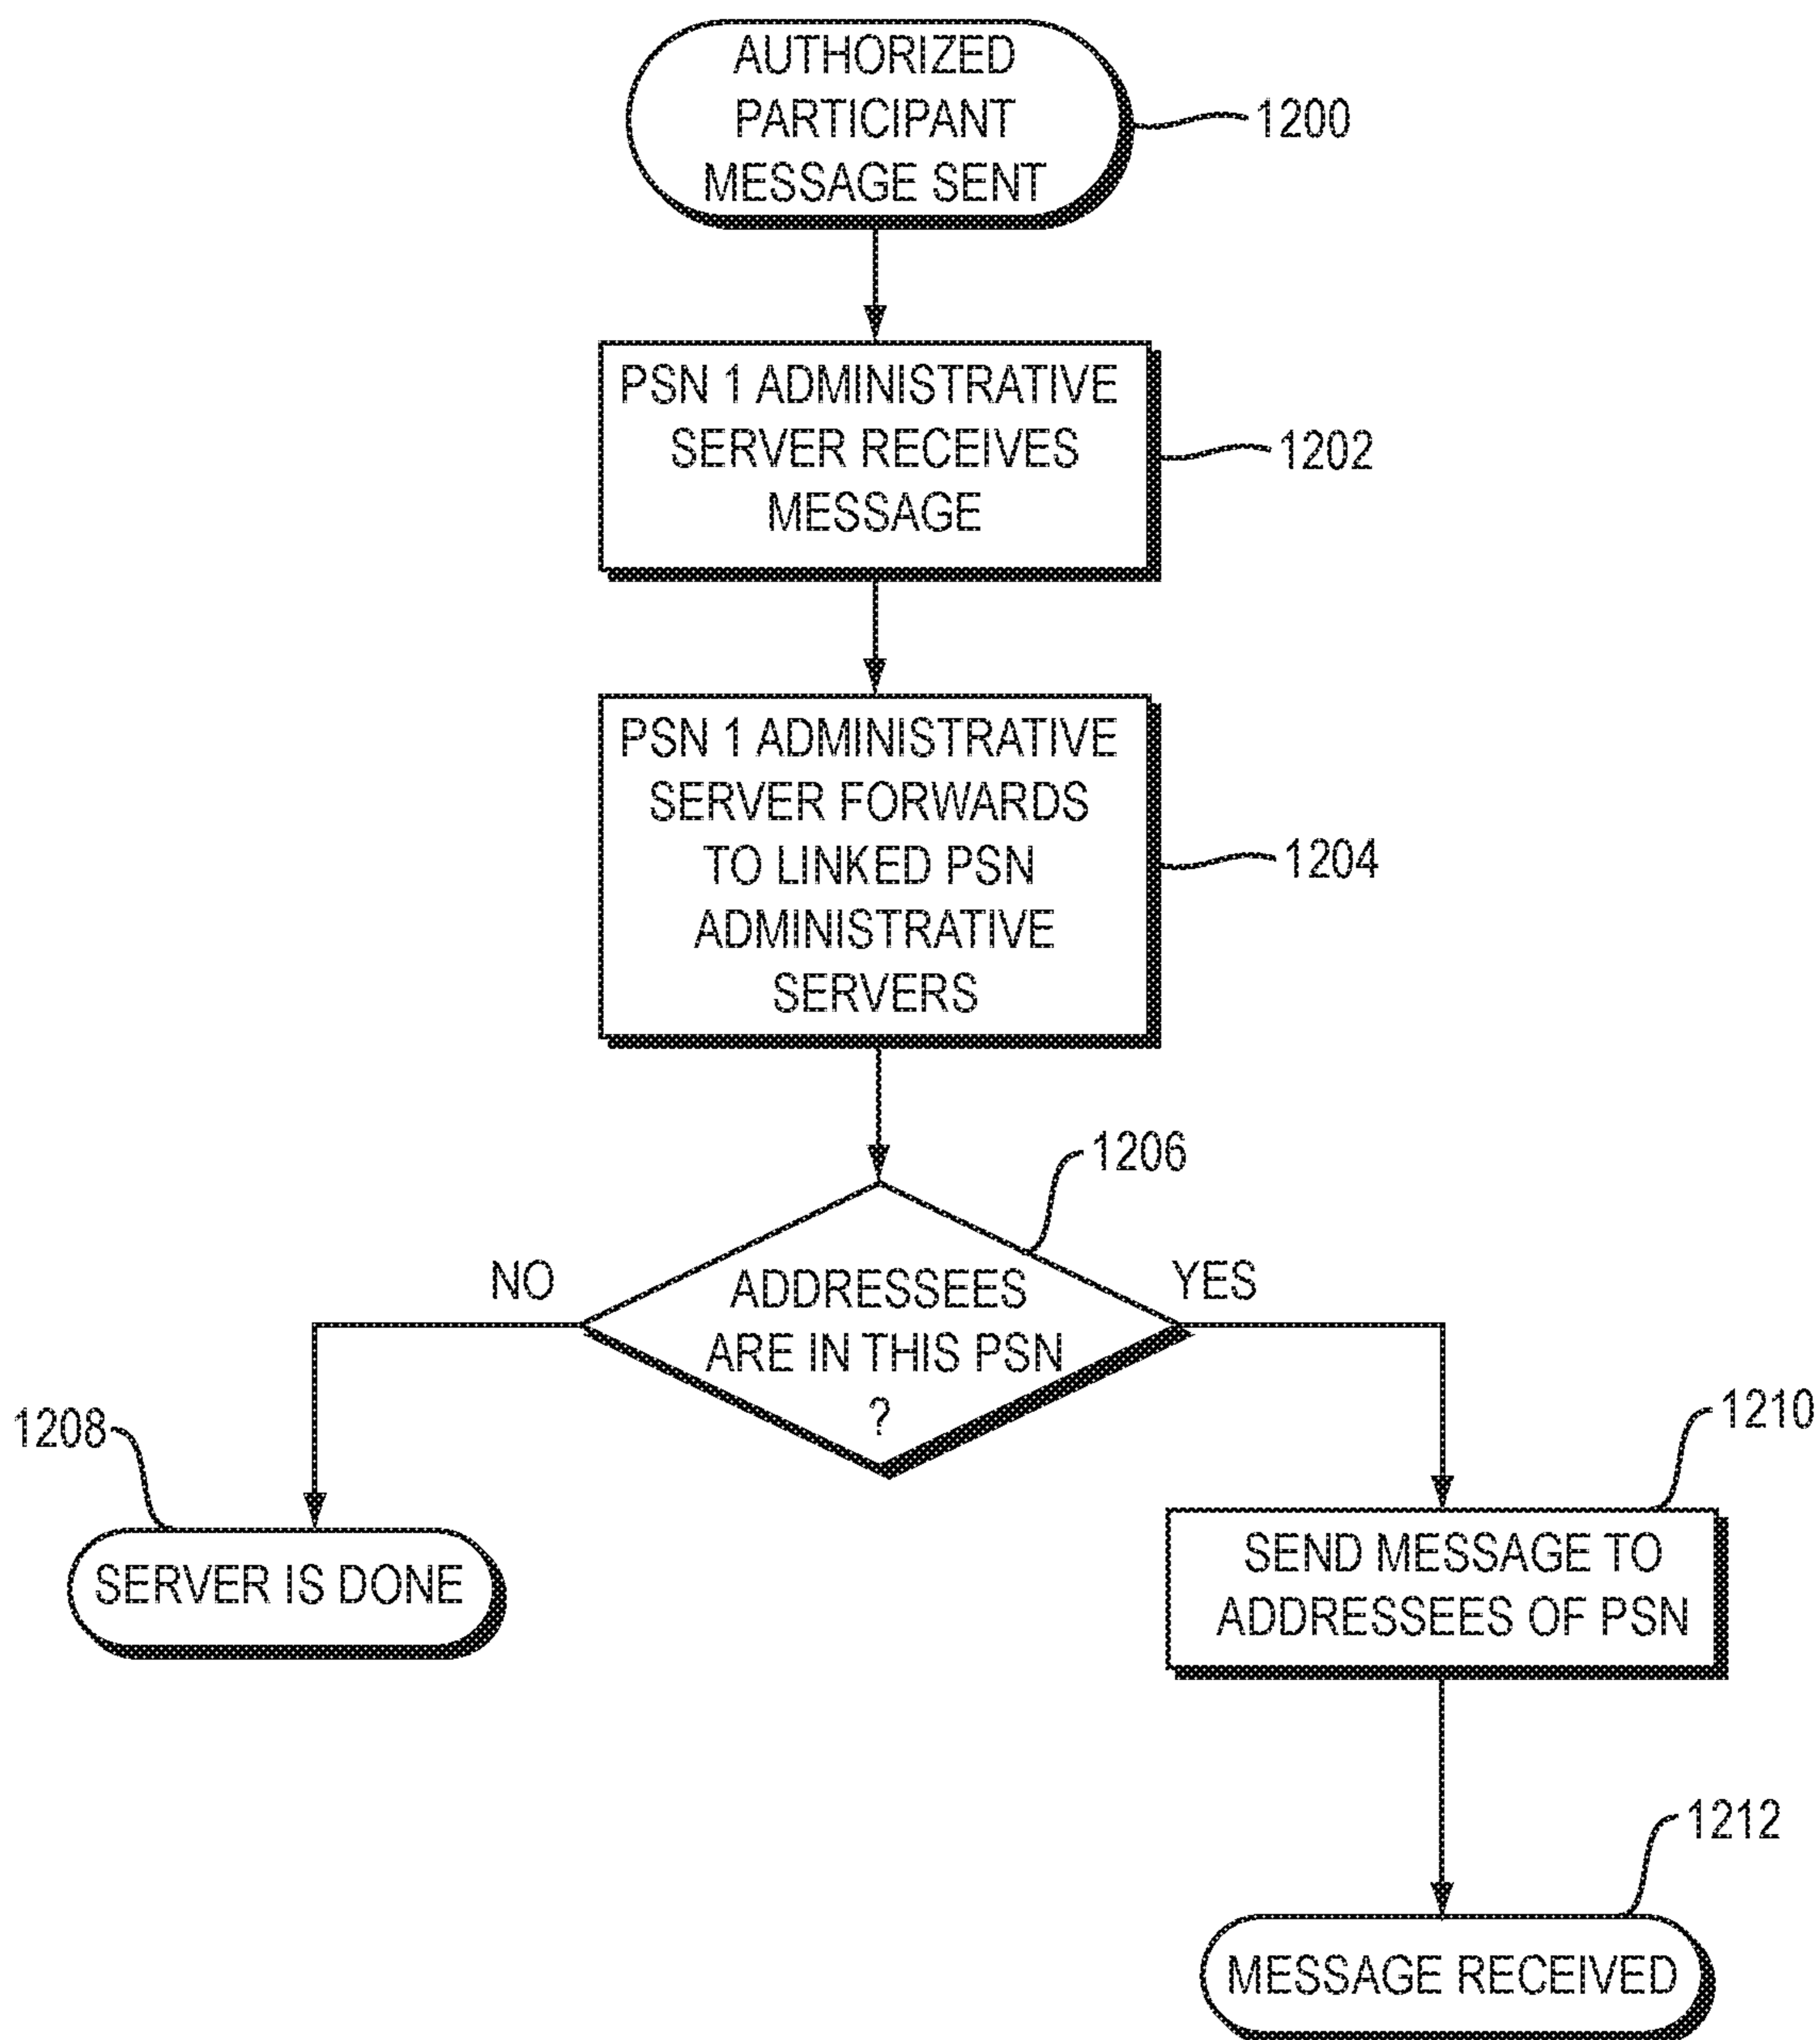 AUTHORIZED
PARTICIPANT
MESSAGE SENT
1200
PSN 1 ADMINISTRATIVE
SERVER RECEIVES
MESSAGE
1202
PSN 1 ADMINISTRATIVE
SERVER FORWARDS
TO LINKED PSN
ADMINISTRATIVE
SERVERS
1204
1206
ADDRESSEES
ARE IN THIS PSN
?
NO
YES
1208
SERVER IS DONE
1210
SEND MESSAGE TO
ADDRESSEES OF PSN
1212
MESSAGE RECEIVED